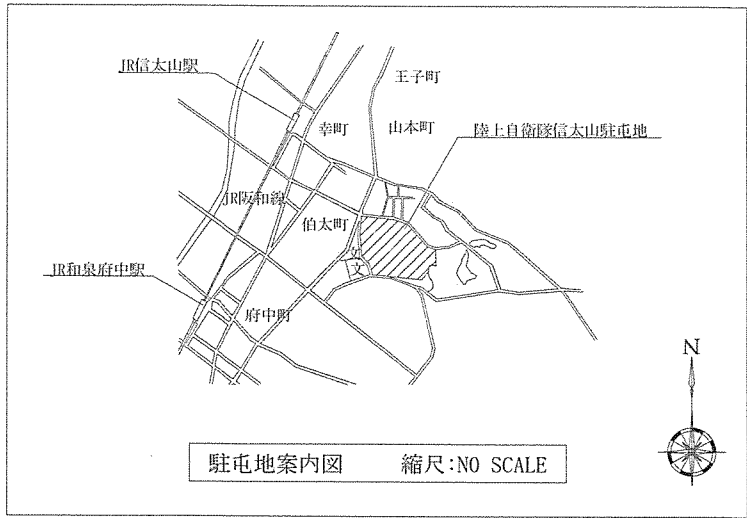 JR信太山駅
王子町
幸町
山本町
陸上自衛隊信太山駐屯地
JR阪和線
伯太町
JR和泉府中駅
府中町
N
駐屯地案内図 縮尺:NO SCALE